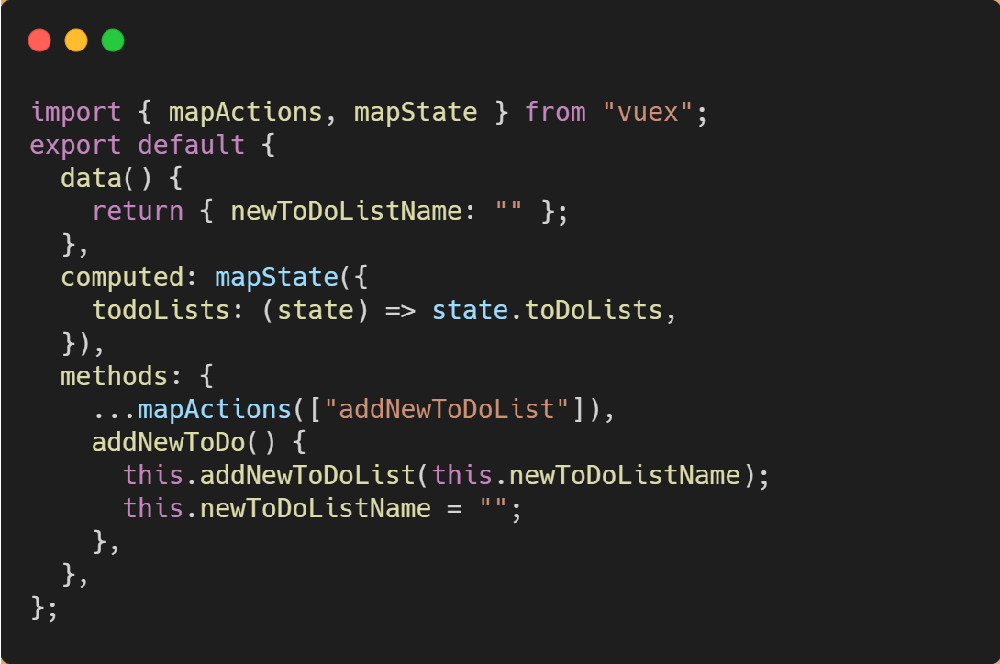 import { mapActions, mapState } from "vuex";
export default {
  data() {
    return { newToDoListName: "" };
  },
  computed: mapState({
    todoLists: (state) => state.toDoLists,
  }),
  methods: {
    ...mapActions(["addNewToDoList"]),
    addNewToDo() {
      this.addNewToDoList(this.newToDoListName);
      this.newToDoListName = "";
    },
  },
};